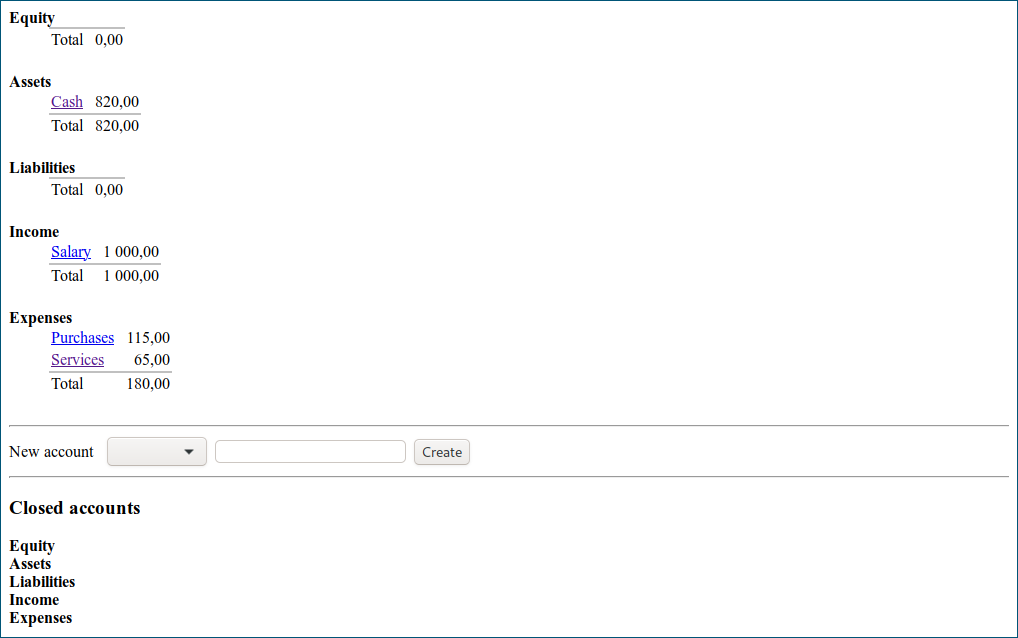 Equity
Total 0,00
Assets
Cash 820,00
Total 820,00
Liabilities
Total 0,00
Income
Salary 1 000,00
Total 1 000,00
Expenses
Purchases 115,00
Services 65,00
Total 180,00
New account Create
Closed accounts
Equity
Assets
Liabilities
Income
Expenses